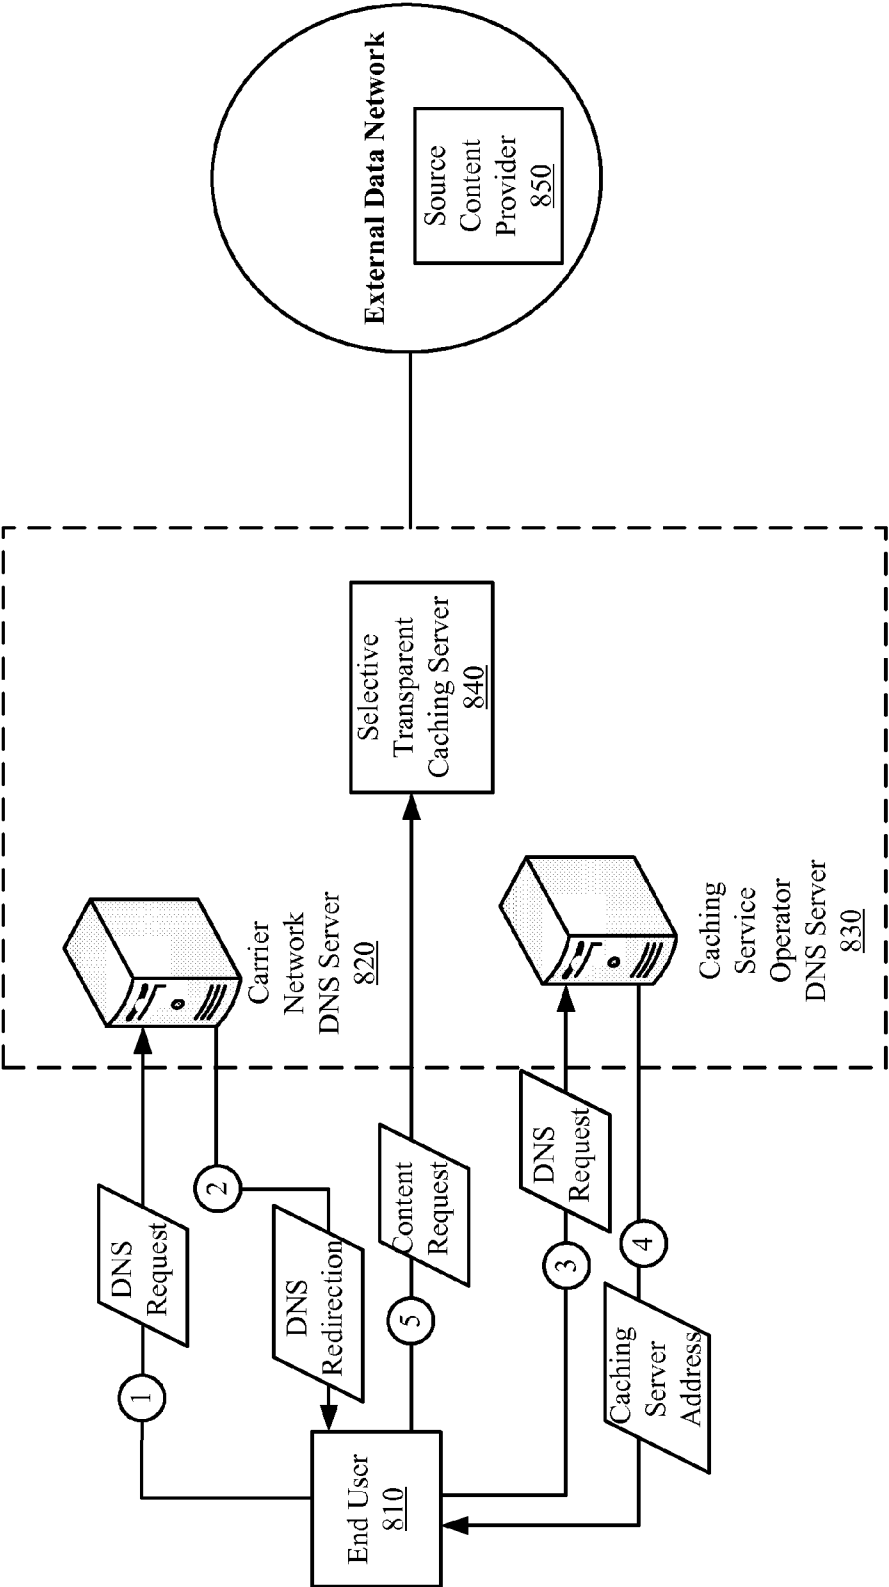 DNS
Request
1
2
DNS
Redirection
End User
810
Content
Request
5
DNS
Request
3
4
Caching
Server
Address
Carrier
Network
DNS Server
820
Selective
Transparent
Caching Server
840
Caching
Service
Operator
DNS Server
830
External Data Network
Source
Content
Provider
850